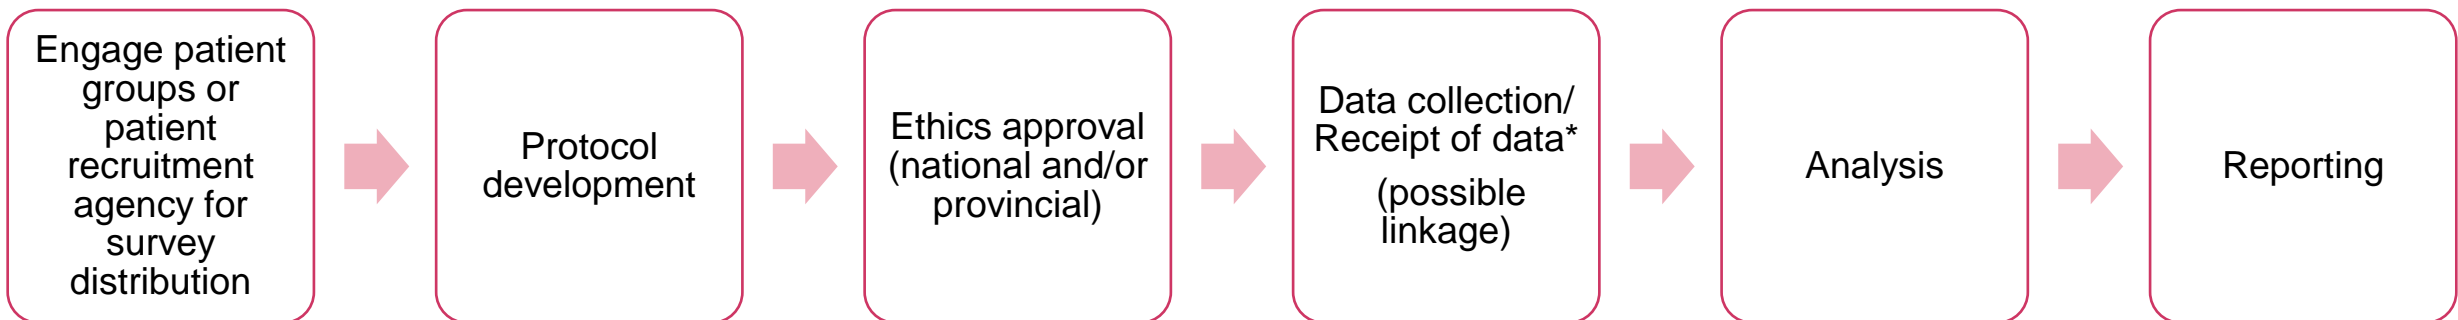 Engage patient
groups or
patient
recruitment
agency for
survey
distribution
Protocol
development
Ethics approval
(national and/or
provincial)
Data collection/
Receipt of data*
(possible
linkage)
Analysis
Reporting